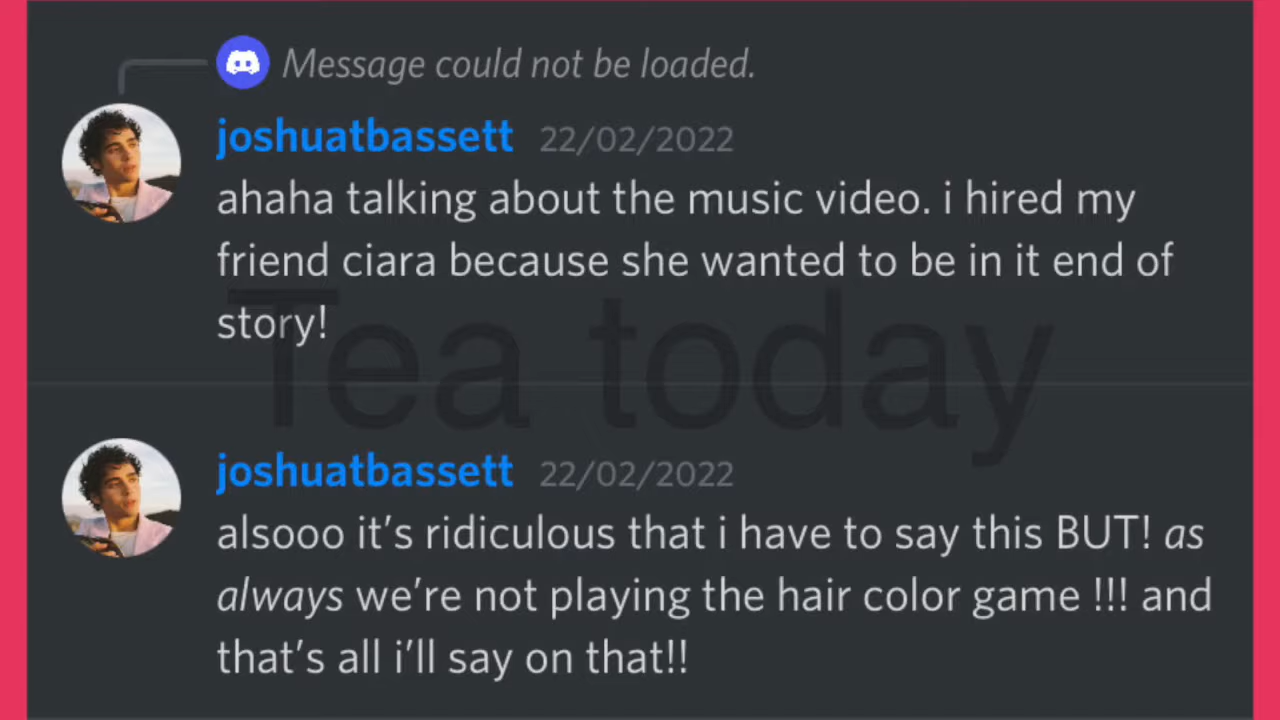 Message could not be loaded.
joshuatbassett 22/02/2022
ahaha talking about the music video. i hired my
friend ciara because she wanted to be in it end of
story!
Tea today
joshuatbassett 22/02/2022
alsooo it's ridiculous that i have to say this BUT! as
always we're not playing the hair color game !!! and
that's all i'll say on that!!